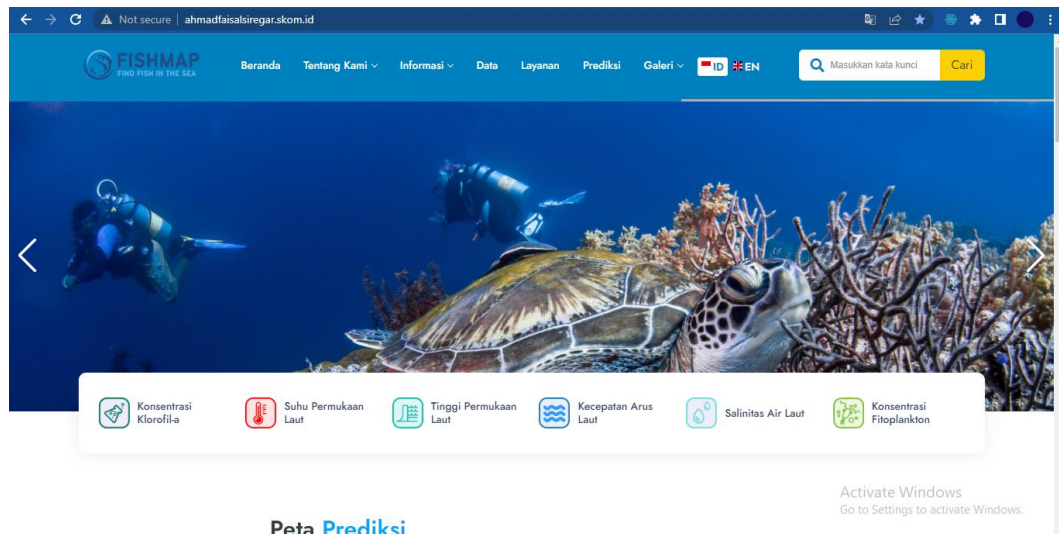 Not secure | ahmadfaisalsiregar.skom.id
FISHMAP
FIND FISH IN THE SEA
Beranda Tentang Kami Informasi Data Layanan Prediksi Galeri ID EN
Masukkan kata kunci Cari
Konsentrasi
Klorofil-a
Suhu Permukaan
Laut
Tinggi Permukaan
Laut
Kecepatan Arus
Laut
Salinitas Air Laut
Konsentrasi
Fitoplankton
Activate Windows
Go to Settings to activate Windows.
Peta Prediksi